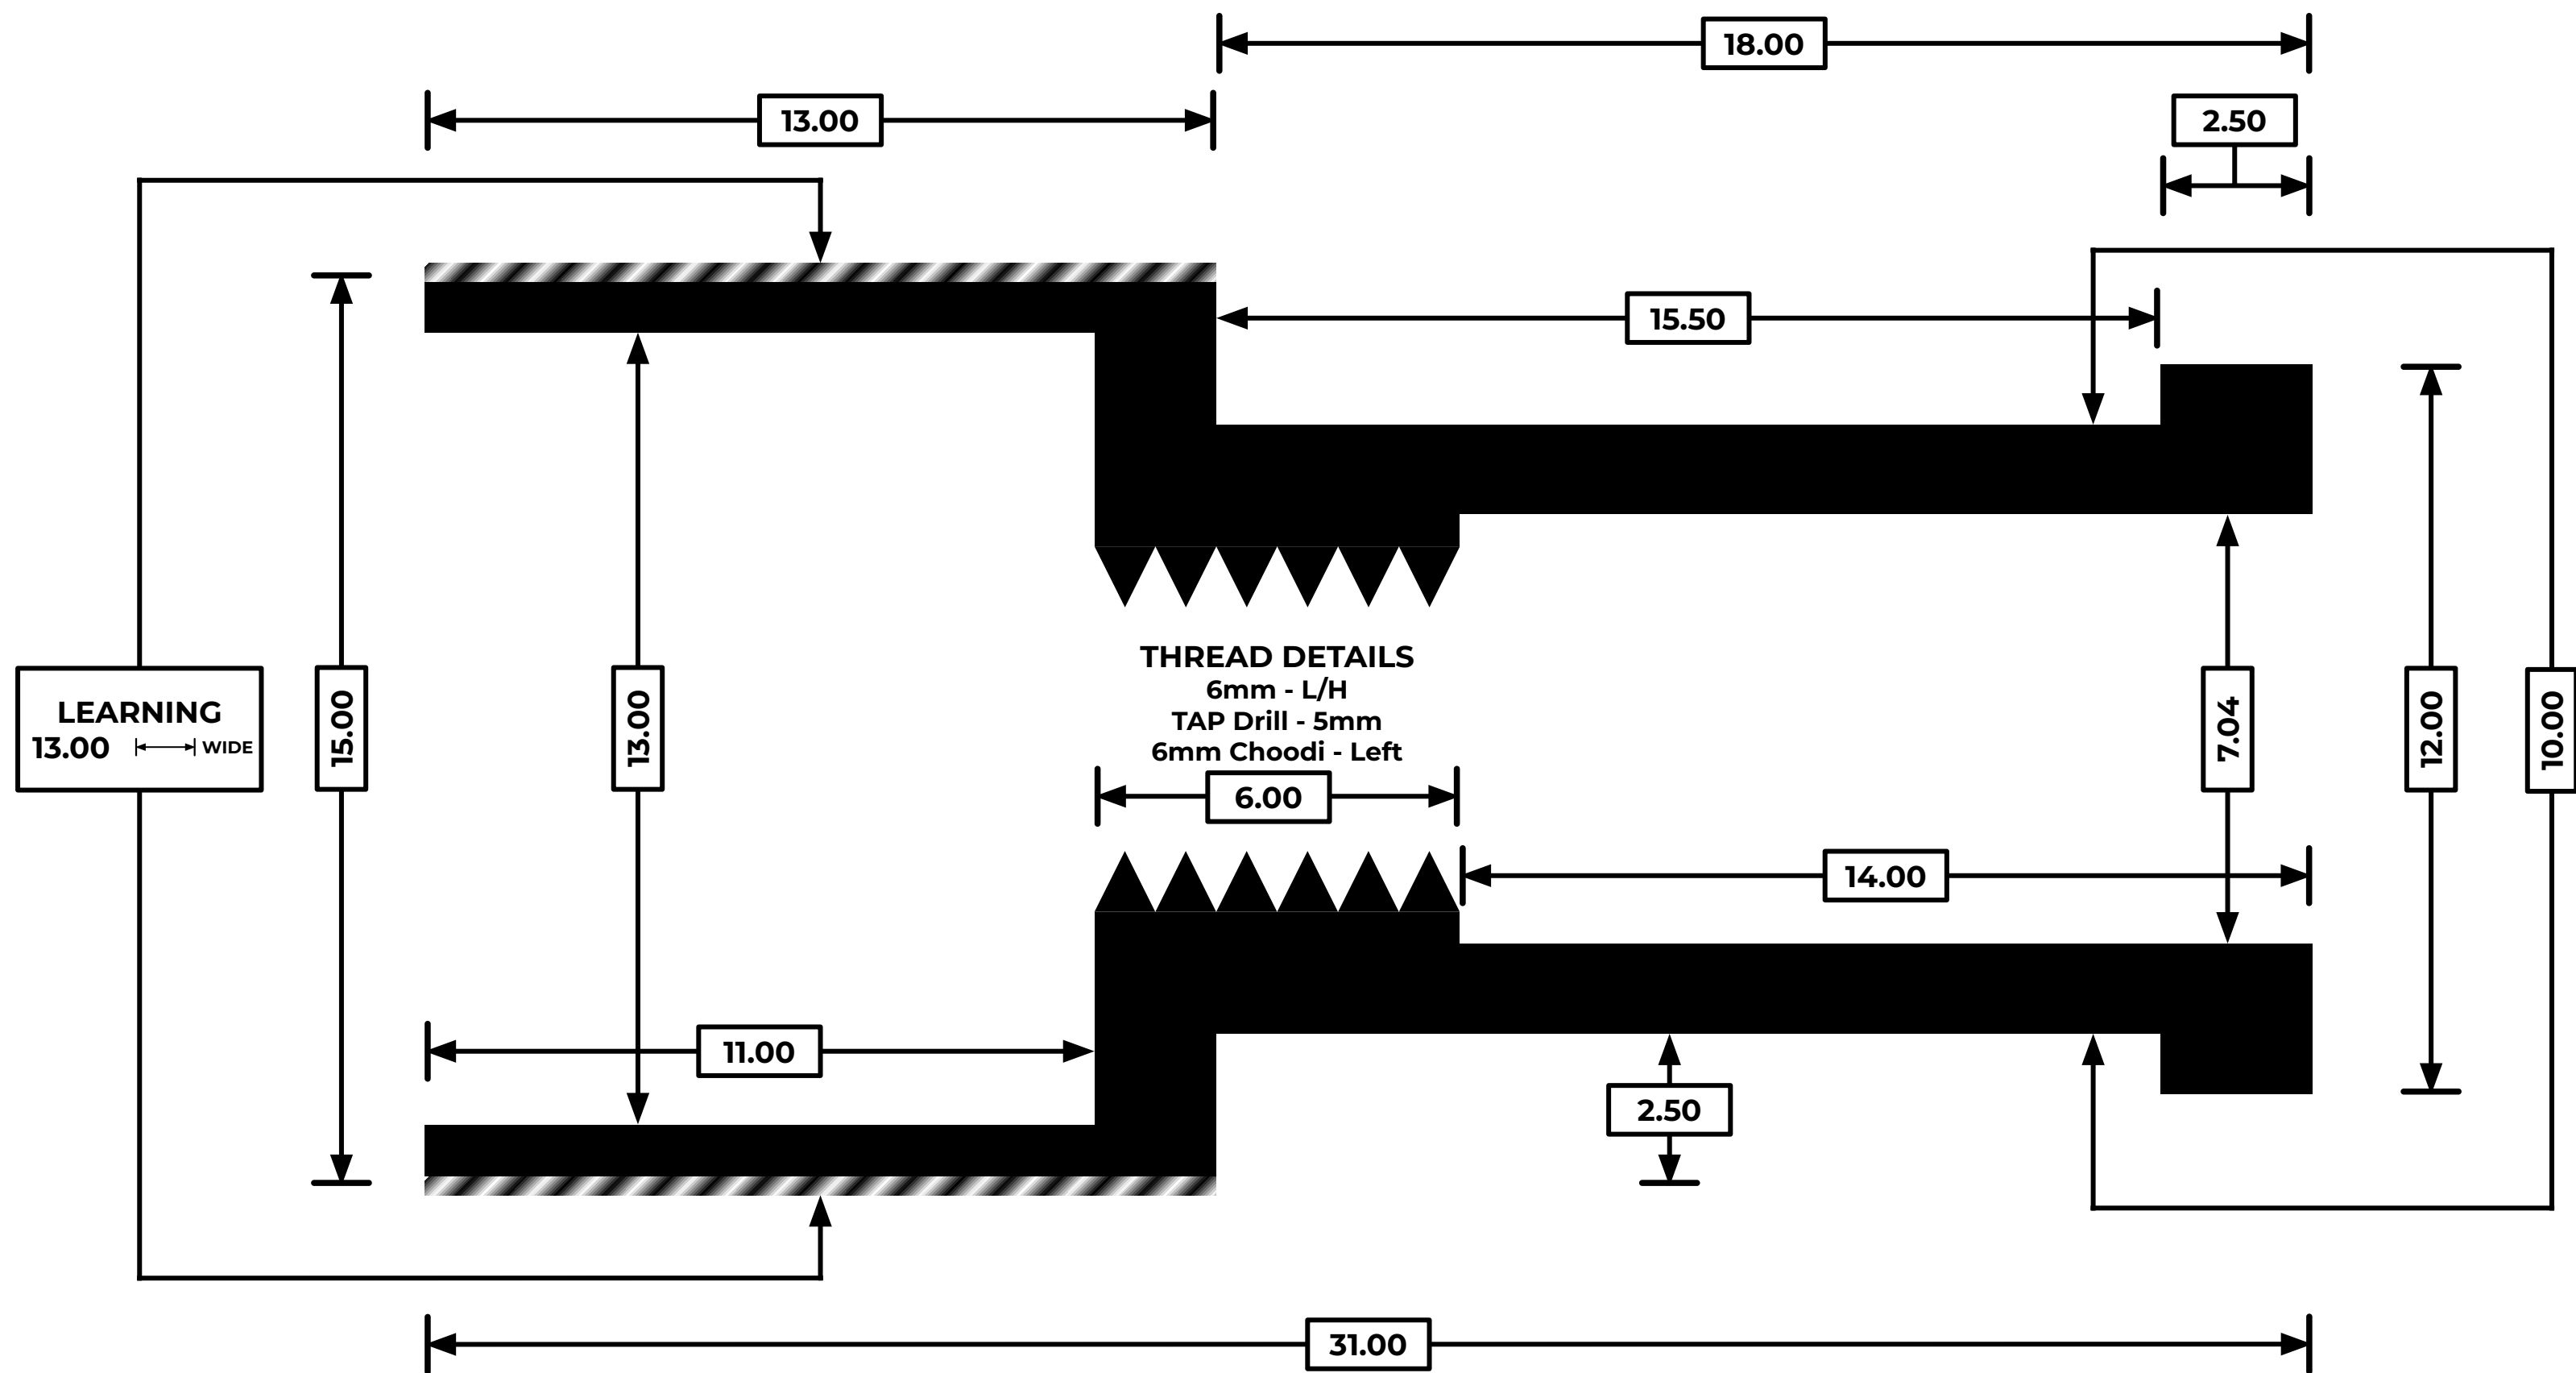 18.00
13.00
2.50
15.50
THREAD DETAILS
6mm - L/H
TAP Drill - 5mm
6mm Choodi - Left
LEARNING
13.00 WIDE
15.00
13.00
7.04
12.00
10.00
6.00
14.00
11.00
2.50
31.00